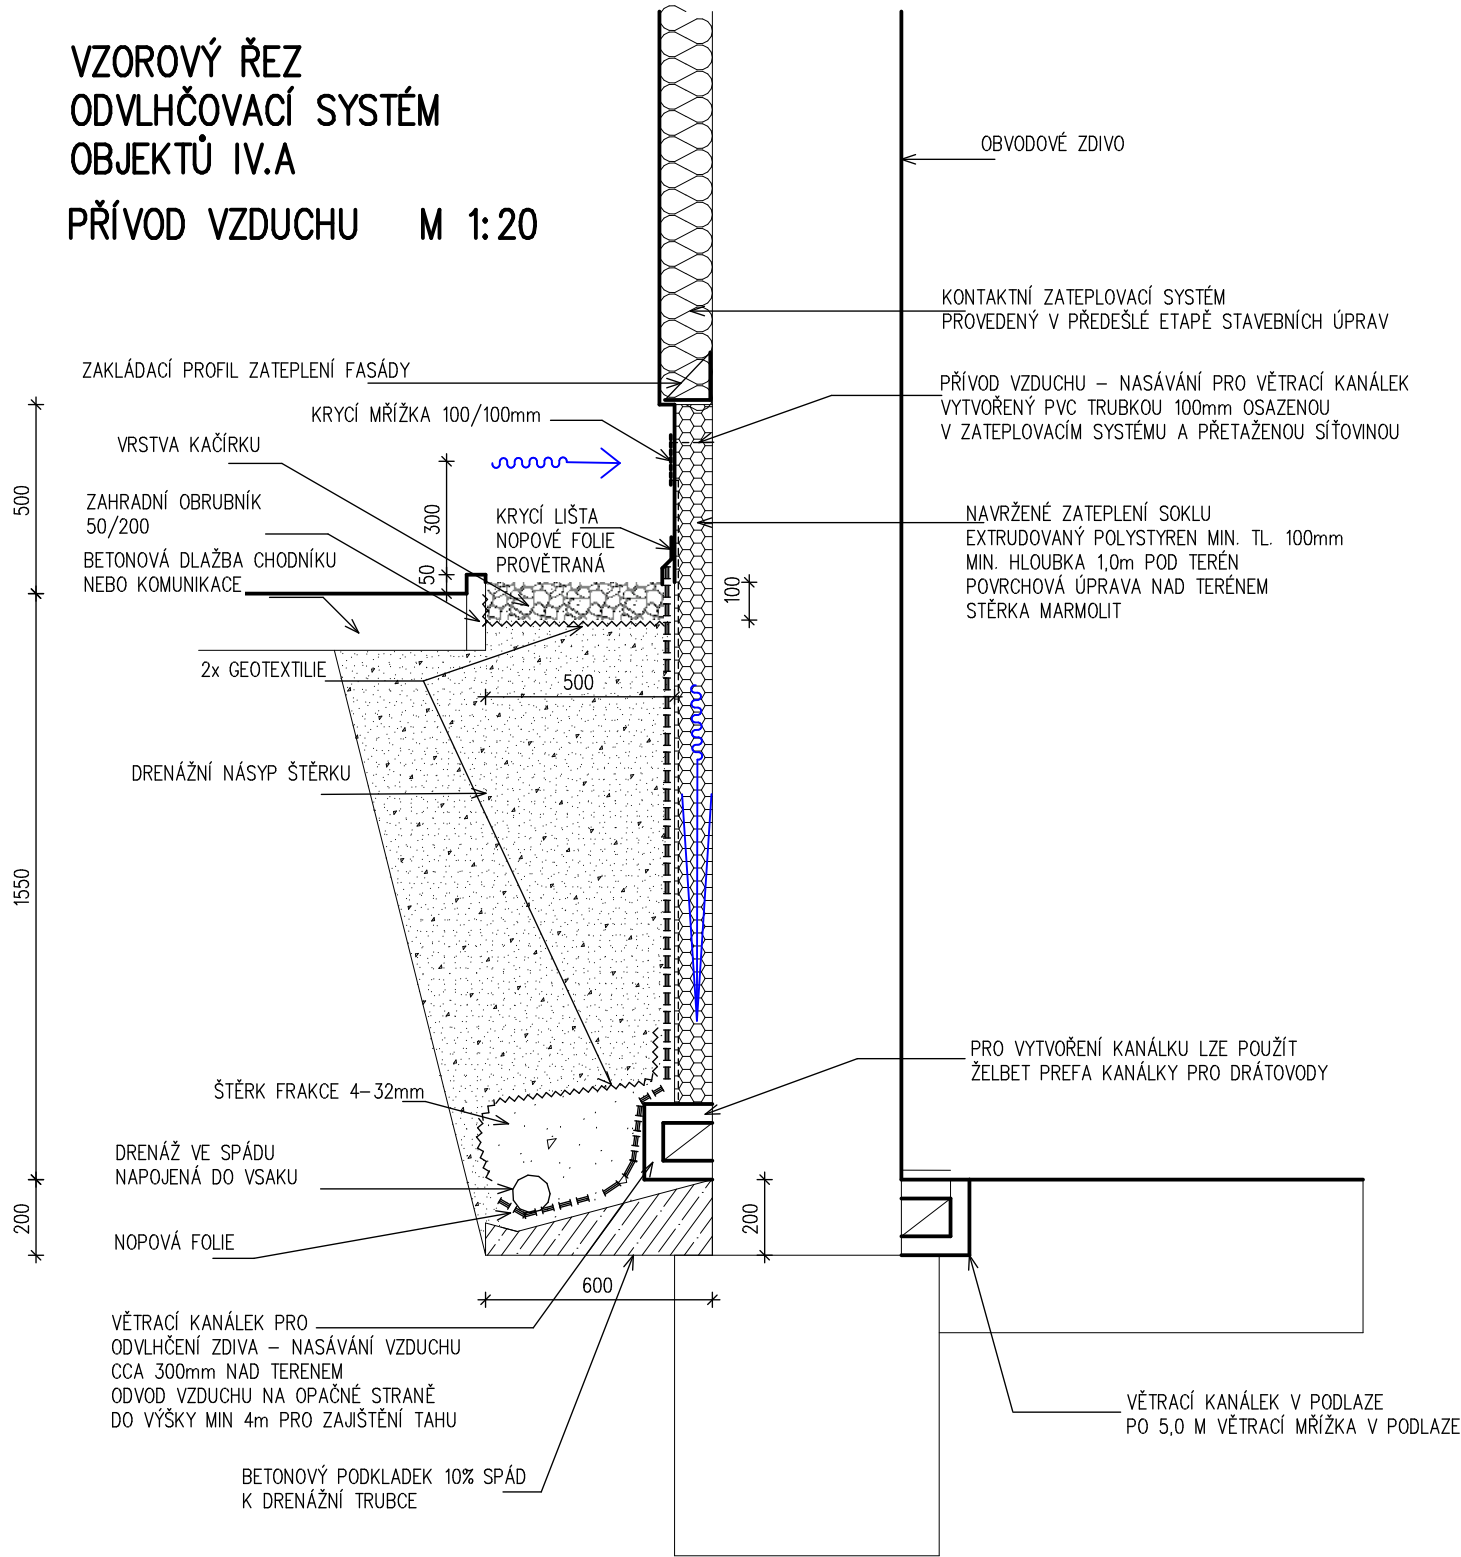 VZOROVÝ ŘEZ
ODVLHČOVACÍ SYSTÉM
OBJEKTŮ IV.A
PŘÍVOD VZDUCHU M 1:20
OBVODOVÉ ZDIVO
KONTAKTNÍ ZATEPLOVACÍ SYSTÉM
PROVEDENÝ V PŘEDEŠLÉ ETAPĚ STAVEBNÍCH ÚPRAV
ZAKLÁDACÍ PROFIL ZATEPLENÍ FASÁDY
PŘÍVOD VZDUCHU – NASÁVÁNÍ PRO VĚTRACÍ KANÁLEK
VYTVOŘENÝ PVC TRUBKOU 100mm OSAZENOU
V ZATEPLOVACÍM SYSTÉMU A PŘETAŽENOU SÍŤOVINOU
KRYCÍ MŘÍŽKA 100/100mm
VRSTVA KAČÍRKU
ZAHRADNÍ OBRUBNÍK
50/200
BETONOVÁ DLAŽBA CHODNÍKU
NEBO KOMUNIKACE
KRYCÍ LIŠTA
NOPOVÉ FOLIE
PROVĚTRANÁ
NAVRŽENÉ ZATEPLENÍ SOKLU
EXTRUDOVANÝ POLYSTYREN MIN. TL. 100mm
MIN. HLOUBKA 1,0m POD TERÉN
POVRCHOVÁ ÚPRAVA NAD TERÉNEM
STĚRKA MARMOLIT
500
300
50
100
2x GEOTEXTILIE
500
DRENÁŽNÍ NÁSYP ŠTĚRKU
1550
PRO VYTVOŘENÍ KANÁLKU LZE POUŽÍT
ŽELBET PREFA KANÁLKY PRO DRÁTOVODY
ŠTĚRK FRAKCE 4-32mm
DRENÁŽ VE SPÁDU
NAPOJENÁ DO VSAKU
200
200
NOPOVÁ FOLIE
600
VĚTRACÍ KANÁLEK PRO
ODVLHČENÍ ZDIVA – NASÁVÁNÍ VZDUCHU
CCA 300mm NAD TERENEM
ODVOD VZDUCHU NA OPAČNÉ STRANĚ
DO VÝŠKY MIN 4m PRO ZAJIŠTĚNÍ TAHU
VĚTRACÍ KANÁLEK V PODLAZE
PO 5,0 M VĚTRACÍ MŘÍŽKA V PODLAZE
BETONOVÝ PODKLADEK 10% SPÁD
K DRENÁŽNÍ TRUBCE